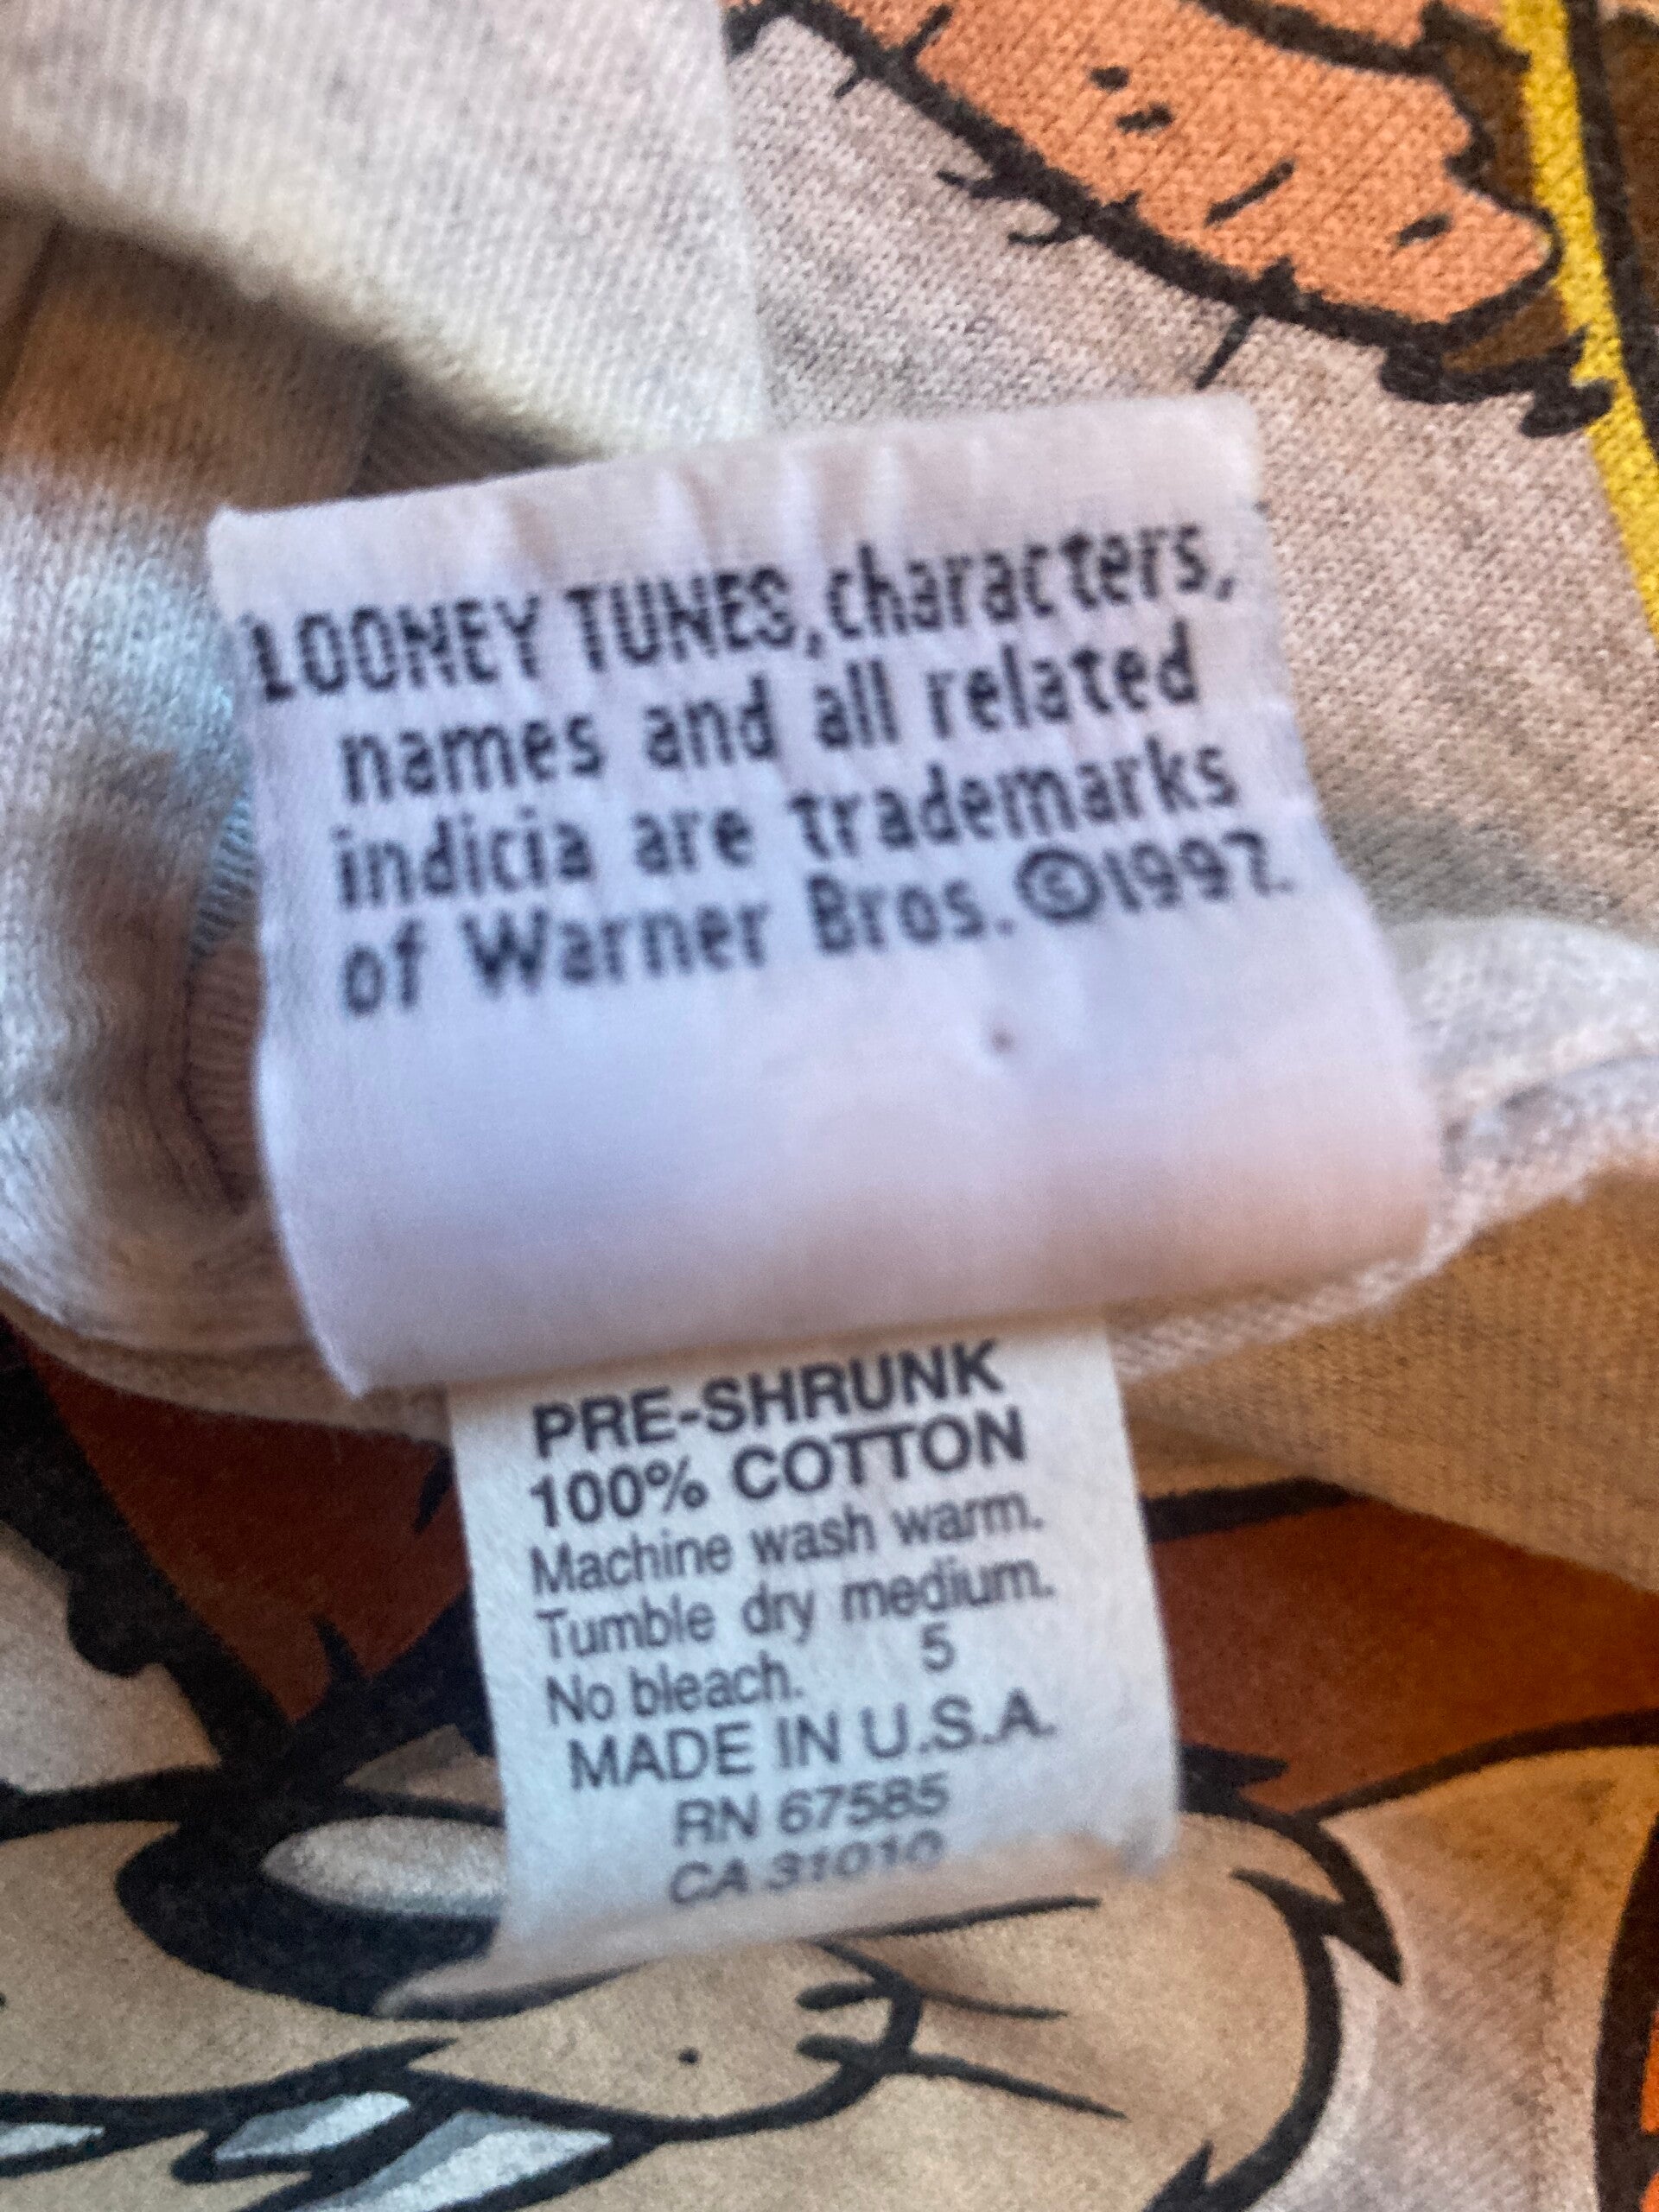 LOONEY TUNES, characters,
names and all related
indicia are trademarks
of Warner Bros. ©1997.
PRE-SHRUNK
100% COTTON
Machine wash warm.
Tumble dry medium.
No bleach. 5
MADE IN U.S.A.
RN 67585
CA 31010